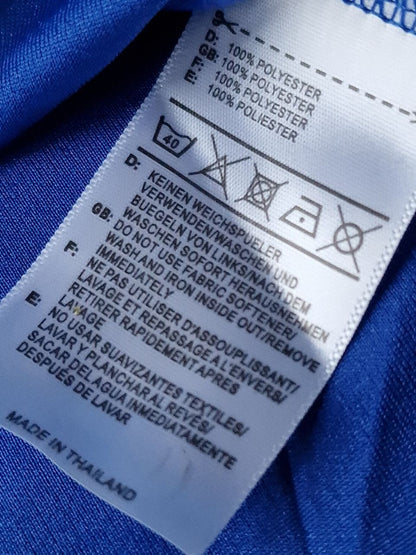 D: 100% POLYESTER
GB: 100% POLYESTER
F: 100% POLYESTER
E: 100% POLIESTER
40
D: KEINEN WEICHSPUELER
VERWENDEN/WASCHEN UND
BUEGELN VON LINKS/NACH DEM
WASCHEN SOFORT HERAUSNEHMEN
GB: DO NOT USE FABRIC SOFTENER/
WASH AND IRON INSIDE OUT/REMOVE
IMMEDIATELY
F: NE PAS UTILISER D'ASSOUPLISSANT/
LAVAGE ET REPASSAGE A L'ENVERS/
RETIRER RAPIDEMENT APRES
LAVAGE
E: NO USAR SUAVIZANTES TEXTILES/
LAVAR Y PLANCHAR AL REVES/
SACAR DEL AGUA INMEDIATAMENTE
DESPUES DE LAVAR
MADE IN THAILAND